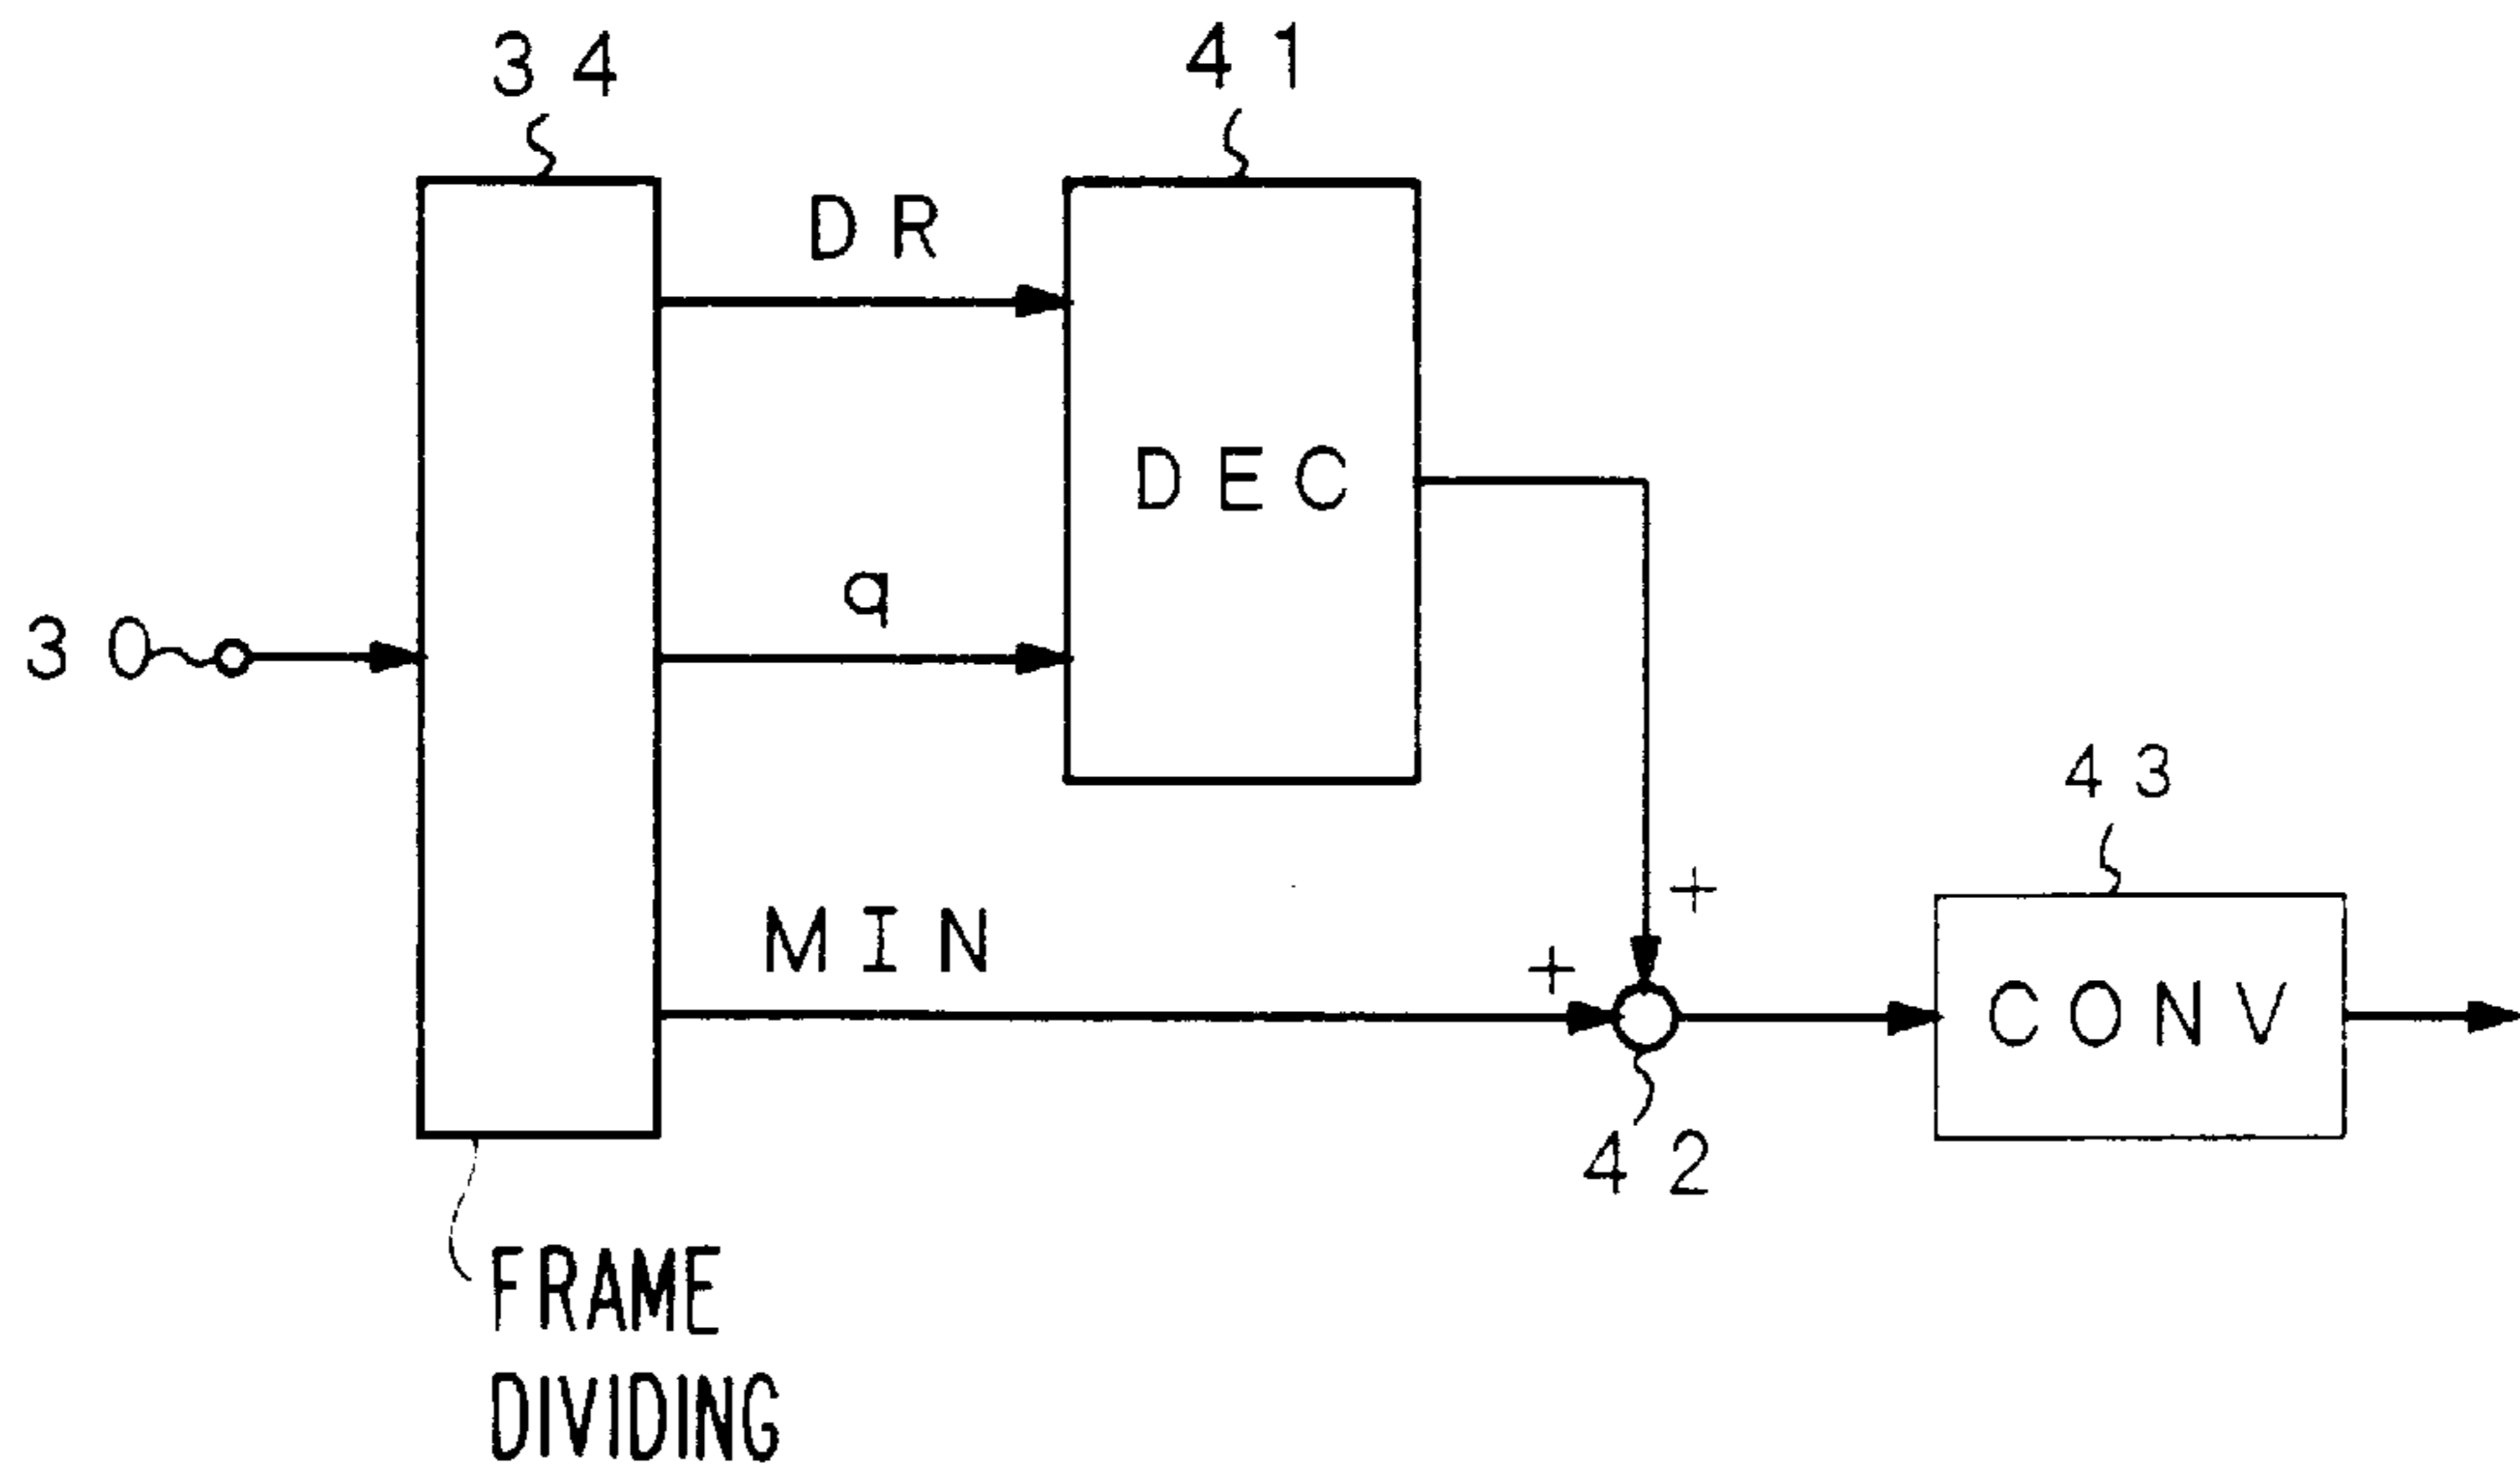 34
41
DR
DEC
q
30
43
MIN
+
+
CONV
42
FRAME
DIVIDING